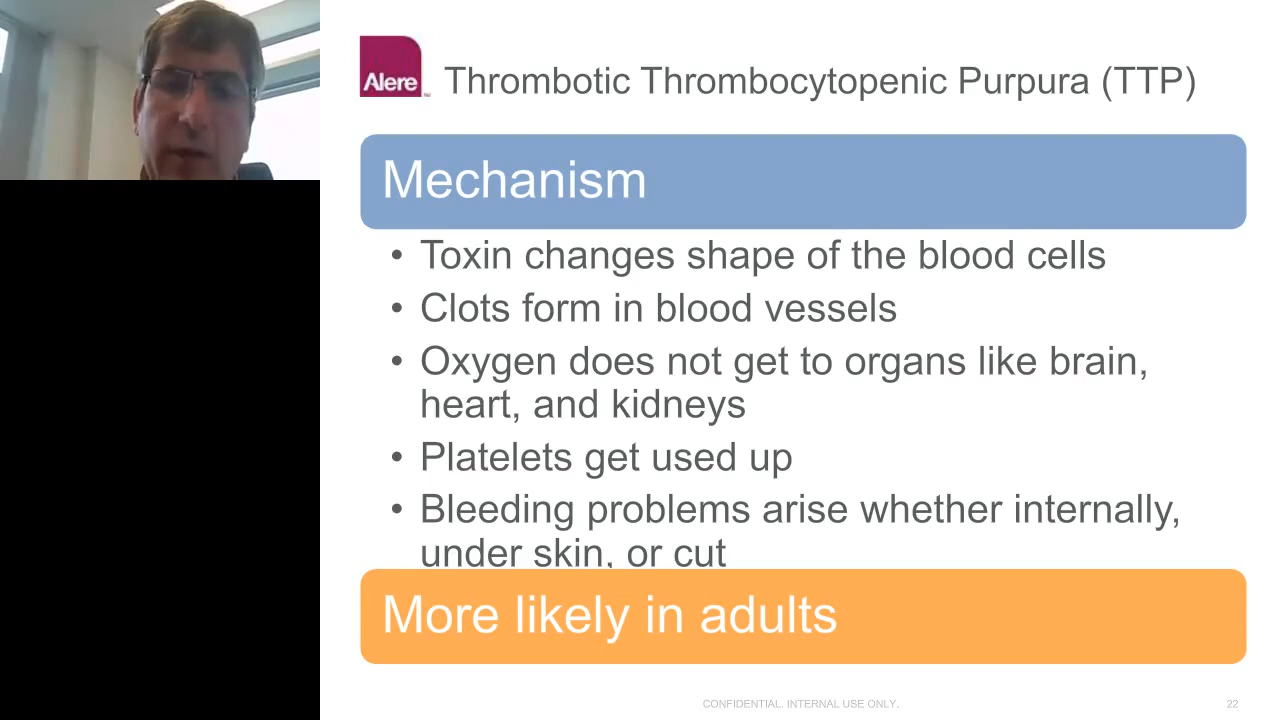 Alere
Thrombotic Thrombocytopenic Purpura (TTP)
Mechanism
• Toxin changes shape of the blood cells
• Clots form in blood vessels
• Oxygen does not get to organs like brain,
heart, and kidneys
• Platelets get used up
• Bleeding problems arise whether internally,
under skin, or cut
More likely in adults
CONFIDENTIAL. INTERNAL USE ONLY.
22